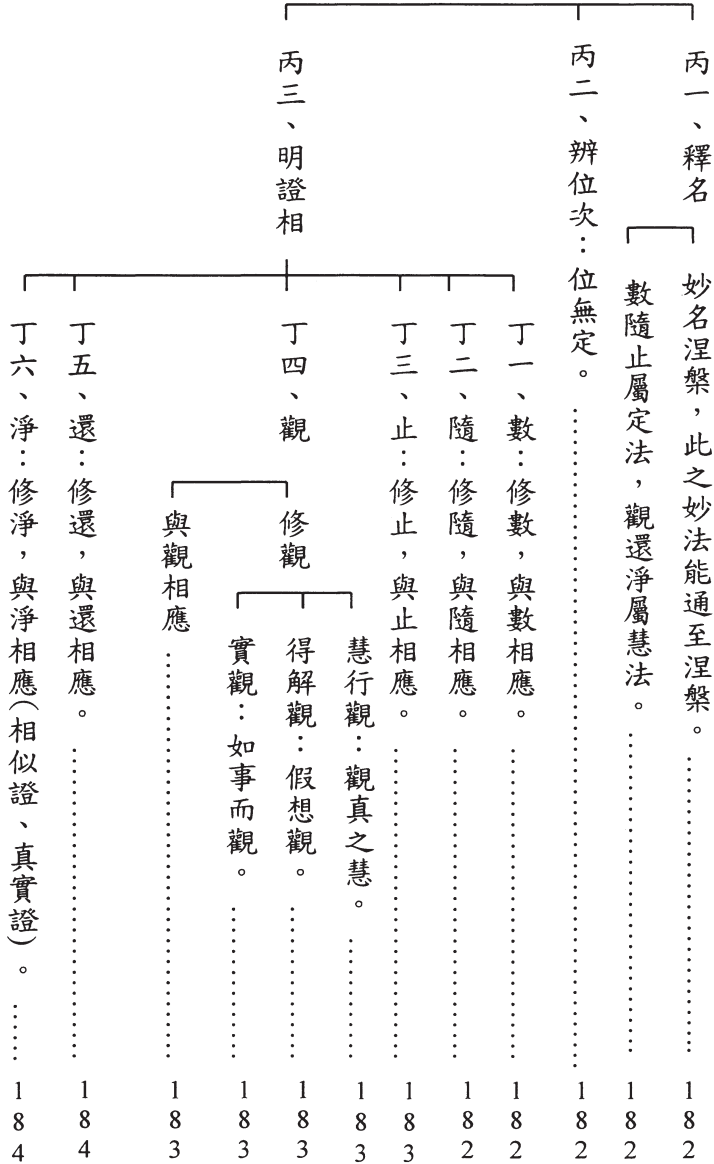 丙一、釋名
妙名涅槃，此之妙法能通至涅槃。…………182
數隨止屬定法，觀還淨屬慧法。…………182
丙二、辨位次：位無定。…………182
丙三、明證相
丁一、數：修數，與數相應。…………182
丁二、隨：修隨，與隨相應。…………182
丁三、止：修止，與止相應。…………183
丁四、觀
修觀
慧行觀：觀真之慧。…………183
得解觀：假想觀。…………183
實觀：如事而觀。…………183
與觀相應…………183
丁五、還：修還，與還相應。…………184
丁六、淨：修淨，與淨相應（相似證、真實證）。……184